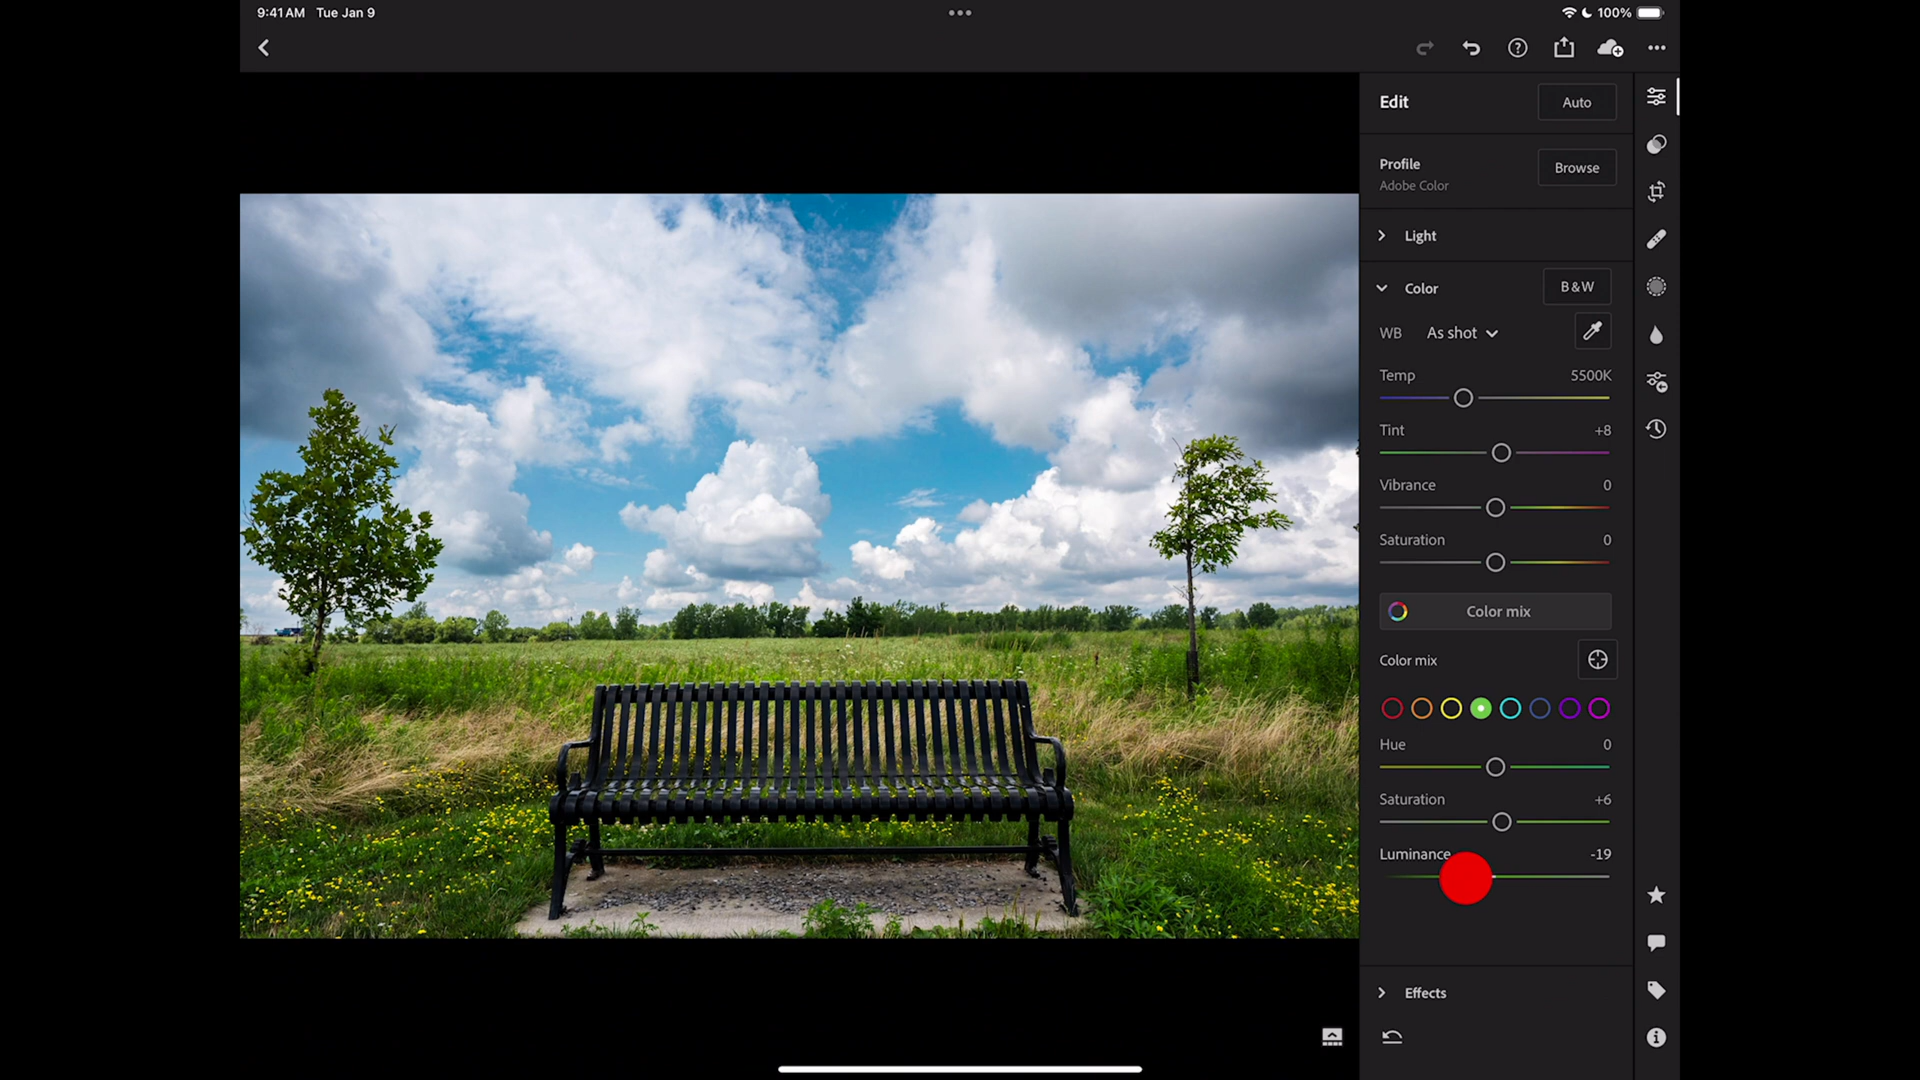 9:41 AM Tue Jan 9
100%
Edit
Auto
Profile
Adobe Color
Browse
Light
Color
B & W
WB
As shot
Temp
5500K
Tint
+8
Vibrance
0
Saturation
0
Color mix
Color mix
Hue
0
Saturation
+6
Luminance
-19
Effects